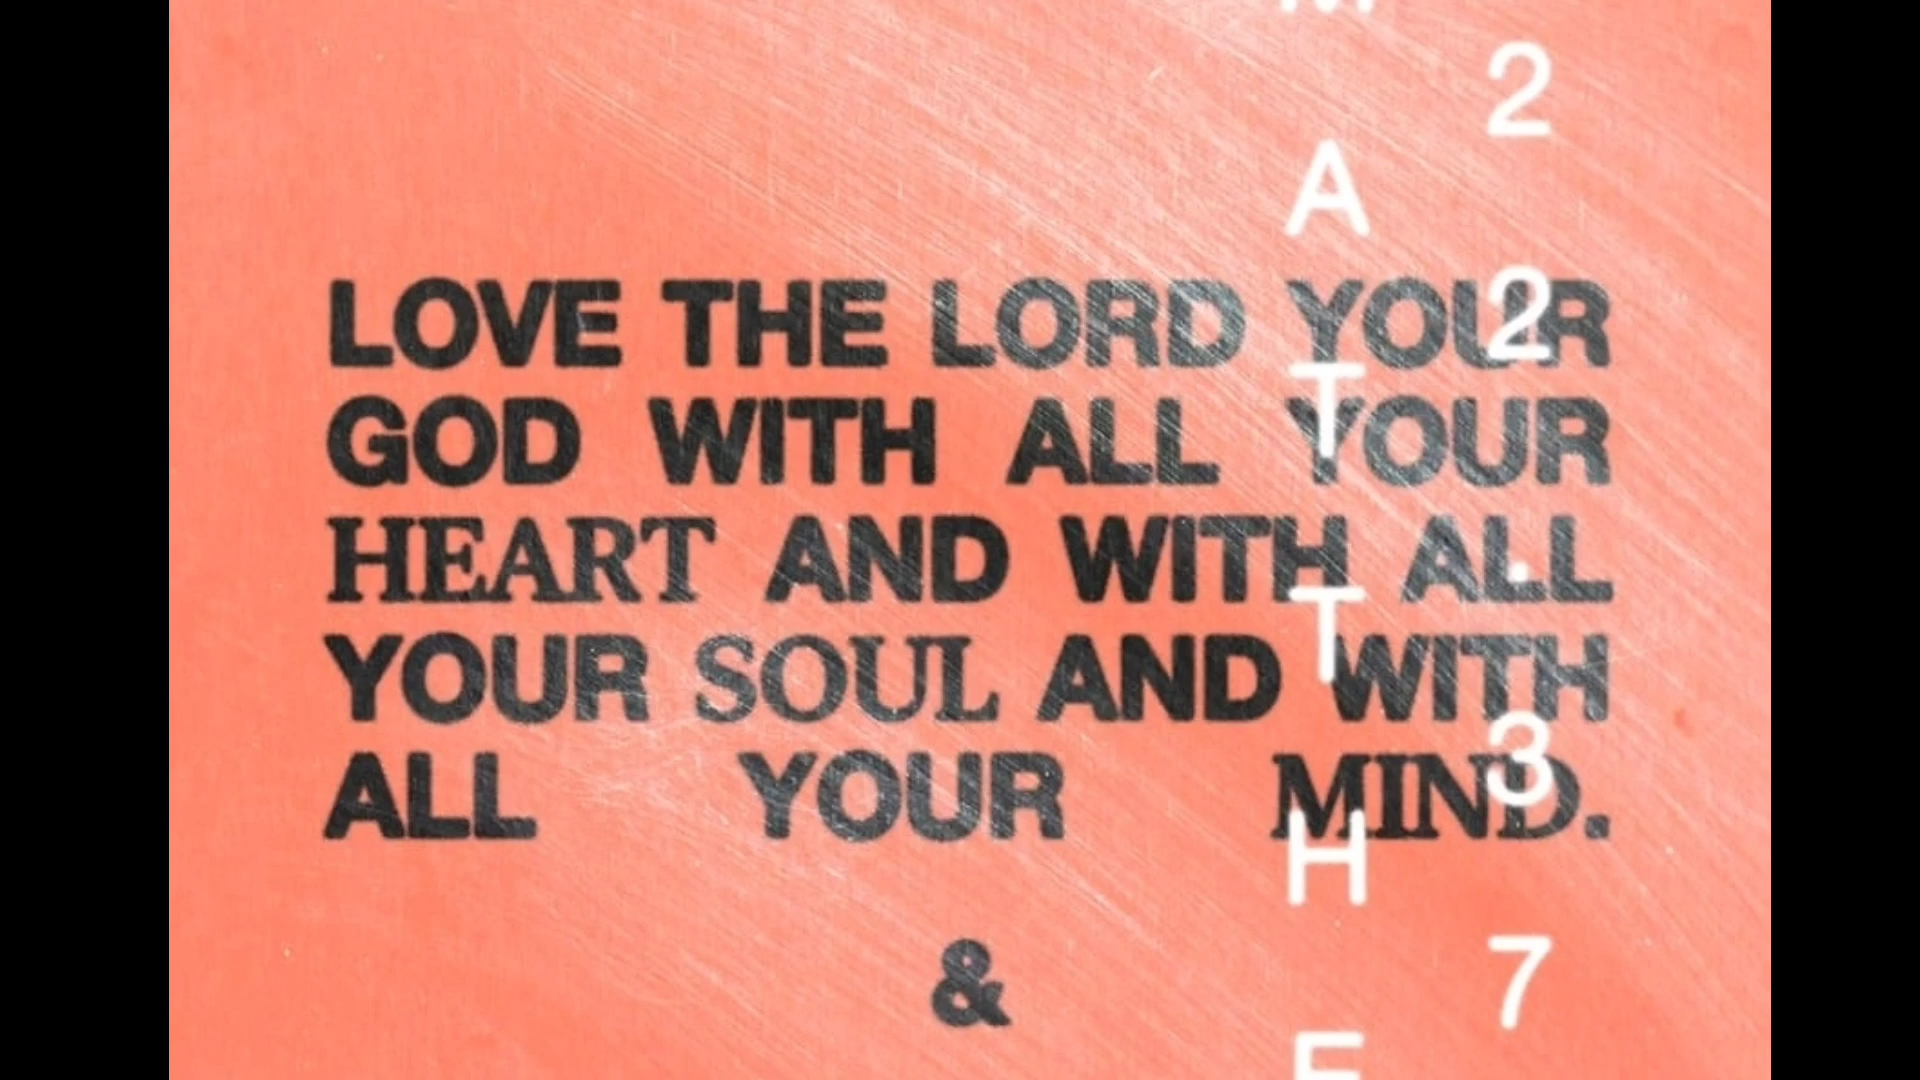 LOVE THE LORD YOUR
GOD WITH ALL YOUR
HEART AND WITH ALL
YOUR SOUL AND WITH
ALL YOUR MIND.
&
M
A
T
T
H
E
2
2
.
3
7